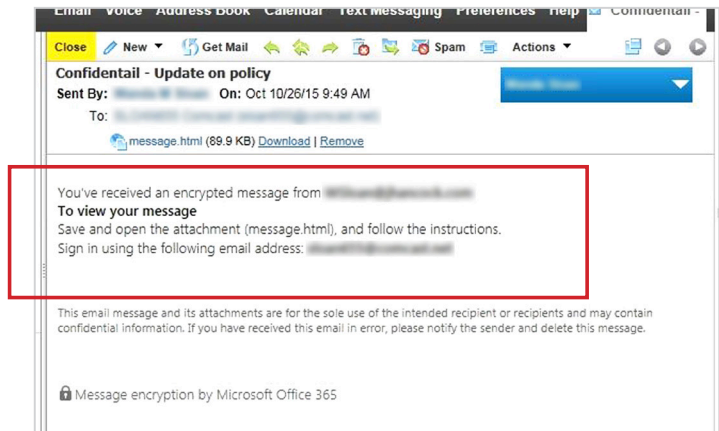 Email Voice Address Book Calendar Text Messaging Preferences Help Confidentail -
Close New Get Mail Spam Actions
Confidentail - Update on policy
Sent By: On: Oct 10/26/15 9:49 AM
To:
message.html (89.9 KB) Download | Remove
You've received an encrypted message from
To view your message
Save and open the attachment (message.html), and follow the instructions.
Sign in using the following email address:
This email message and its attachments are for the sole use of the intended recipient or recipients and may contain
confidential information. If you have received this email in error, please notify the sender and delete this message.
Message encryption by Microsoft Office 365